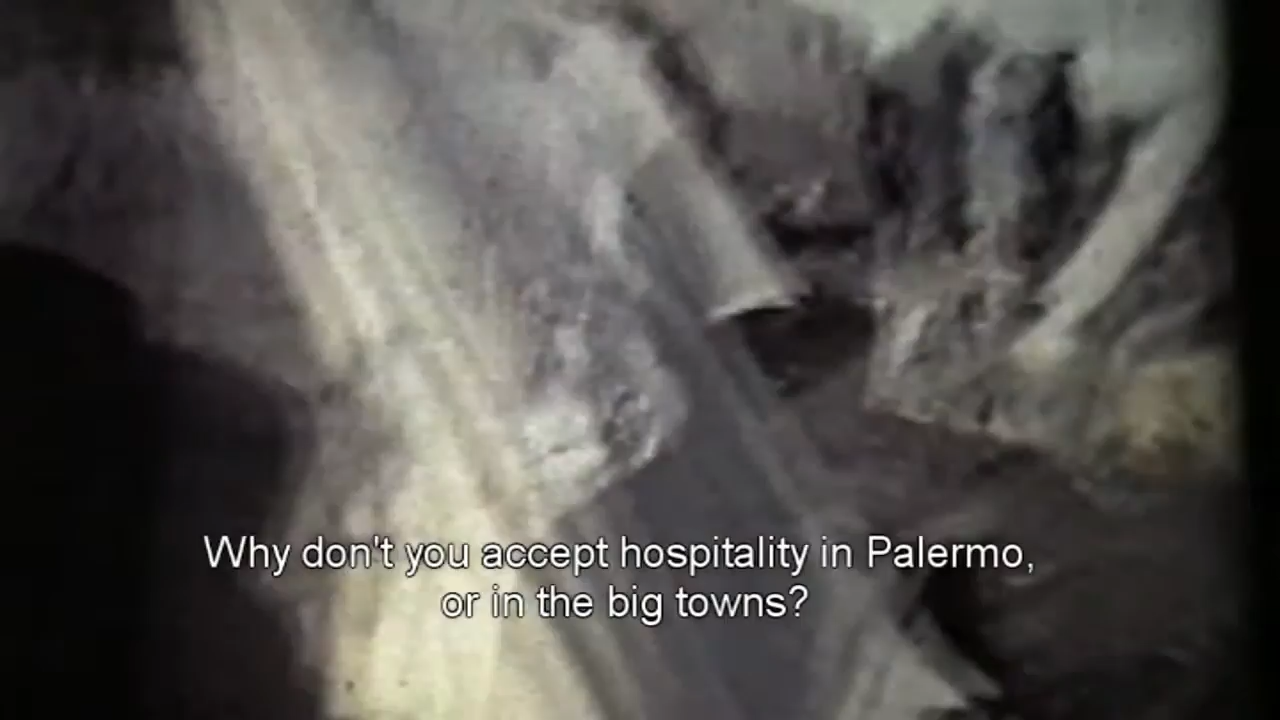 Why don't you accept hospitality in Palermo,
or in the big towns?